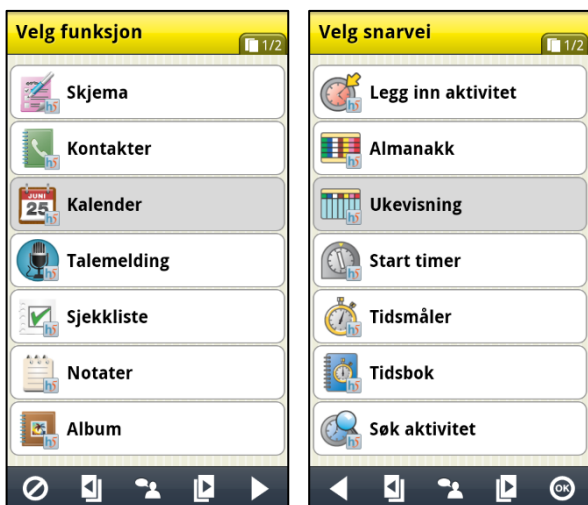 Velg funksjon
1/2
Skjema
Kontakter
JUNI
25
Kalender
Talemelding
Sjekkliste
Notater
Album
Velg snarvei
1/2
Legg inn aktivitet
Almanakk
Ukevisning
Start timer
Tidsmåler
Tidsbok
Søk aktivitet
OK